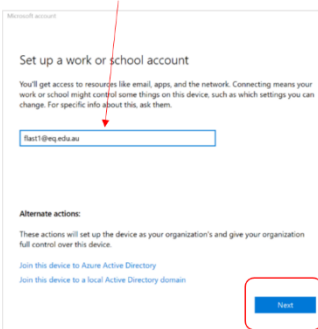 Microsoft account
Set up a work or school account
You'll get access to resources like email, apps, and the network. Connecting means your
work or school might control some things on this device, such as which settings you can
change. For specific info about this, ask them.
flast1@eq.edu.au
Alternate actions:
These actions will set up the device as your organization's and give your organization
full control over this device.
Join this device to Azure Active Directory
Join this device to a local Active Directory domain
Next